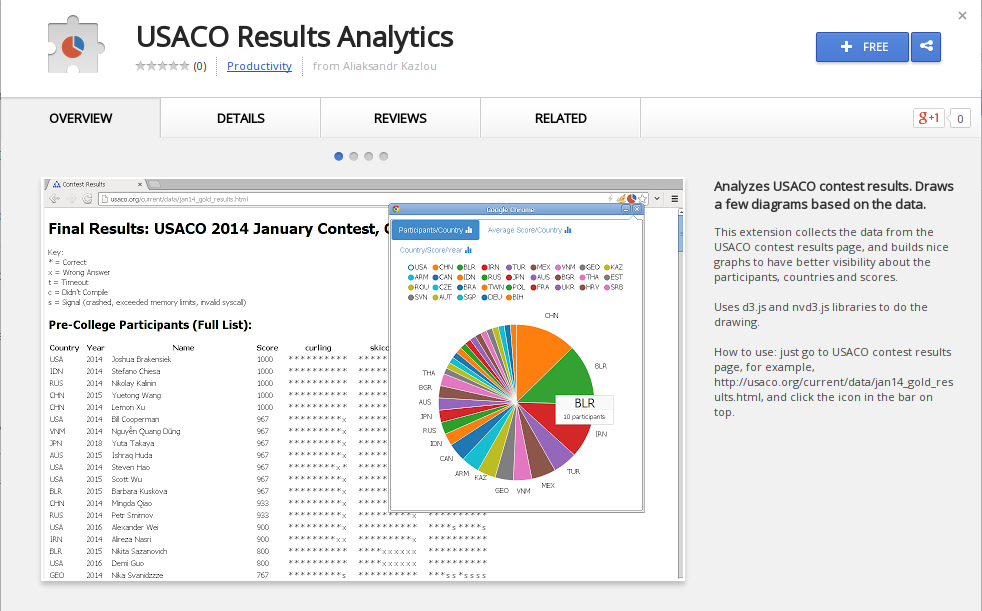 USACO Results Analytics
(0) Productivity from Aliaksandr Kazlou
FREE
OVERVIEW DETAILS REVIEWS RELATED
g+1 0
Contest Results
usaco.org/current/data/jan14_gold_results.html
Final Results: USACO 2014 January Contest,
Key:
* = Correct
x = Wrong Answer
t = Timeout
c = Didn't Compile
s = Signal (crashed, exceeded memory limits, invalid syscall)
Pre-College Participants (Full List):
Country Year Name Score curling skico
USA 2014 Joshua Brakensiek 1000 * * * * * * * * * *
IDN 2014 Stefano Chiesa 1000 * * * * * * * * * *
RUS 2014 Nikolay Kalinin 1000 * * * * * * * * * *
CHN 2015 Yuetong Wang 1000 * * * * * * * * * *
CHN 2014 Lemon Xu 1000 * * * * * * * * * *
USA 2014 Bill Cooperman 967 * * * * * * * * * x
VNM 2014 Nguyễn Quang Dũng 967 * * * * * * * * * x
JPN 2018 Yuta Takaya 967 * * * * * * * * * x
AUS 2015 Ishraq Huda 967 * * * * * * * * * x
USA 2014 Steven Hao 967 * * * * * * * * x *
USA 2015 Scott Wu 967 * * * * * * * * * x
BLR 2015 Barbara Kuskova 967 * * * * * * * * * x
CHN 2014 Mingda Qiao 933 * * * * * * * * * x
RUS 2014 Petr Smirnov 933 * * * * * * * * * x * * * * * * * * * x * * * * * * * * * *
USA 2016 Alexander Wei 900 * * * * * * * * * x * * * * * * * * * * * * * * s * * * * s
IRN 2014 Alireza Nasri 900 * * * * * * * * x x * * * * * * * * * x * * * * * * * * * *
BLR 2015 Nikita Sazanovich 800 * * * * * * * * * * * * * * x x x x x x * * * * * * * * * *
USA 2016 Demi Guo 800 * * * * * * * * * * * * * * x x x x x x * * * * * * * * * *
GEO 2014 Nika Svanidzzze 767 * * * * * * * * * s * * * * * * * * * * * * * s s * s s s s
Google Chrome
Participants/Country Average Score/Country
Country/Score/Year
USA CHN BLR IRN TUR MEX VNM GEO KAZ
ARM CAN IDN RUS JPN AUS BGR THA EST
ROU CZE BRA TWN POL FRA UKR HRV SRB
SVN AUT SGP DEU BIH
CHN
BLR
BLR
10 participants
IRN
TUR
MEX
VNM
GEO
KAZ
ARM
CAN
IDN
RUS
JPN
AUS
BGR
THA
Analyzes USACO contest results. Draws
a few diagrams based on the data.
This extension collects the data from the
USACO contest results page, and builds nice
graphs to have better visibility about the
participants, countries and scores.
Uses d3.js and nvd3.js libraries to do the
drawing.
How to use: just go to USACO contest results
page, for example,
http://usaco.org/current/data/jan14_gold_res
ults.html, and click the icon in the bar on
top.